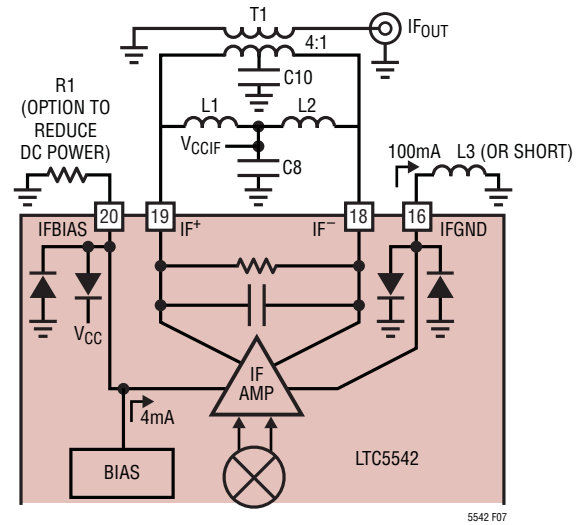 T1
IFOUT
4:1
C10
R1
(OPTION TO
REDUCE
DC POWER)
L1
L2
VCCIF
C8
100mA
L3 (OR SHORT)
20
19
18
16
IFBIAS
IF+
IF−
IFGND
VCC
IF
AMP
4mA
BIAS
LTC5542
5542 F07